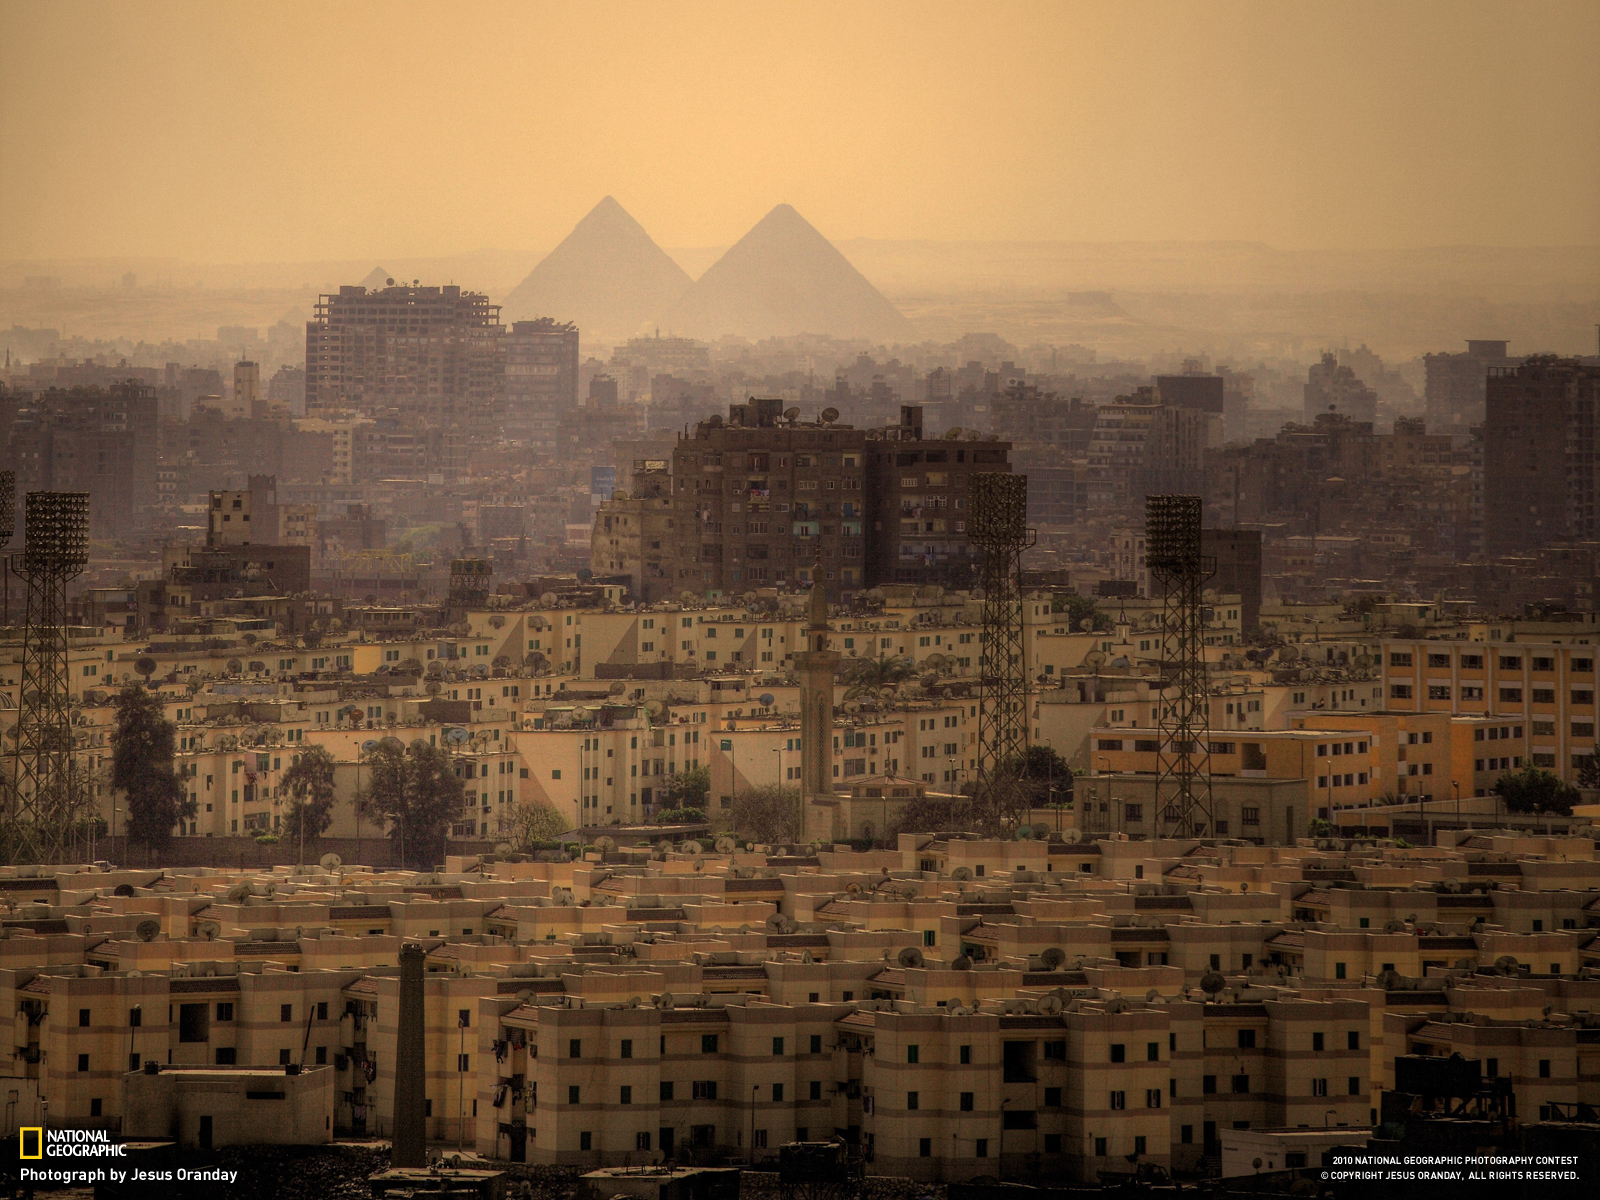 NATIONAL
GEOGRAPHIC
Photograph by Jesus Oranday
2010 NATIONAL GEOGRAPHIC PHOTOGRAPHY CONTEST
© COPYRIGHT JESUS ORANDAY, ALL RIGHTS RESERVED.